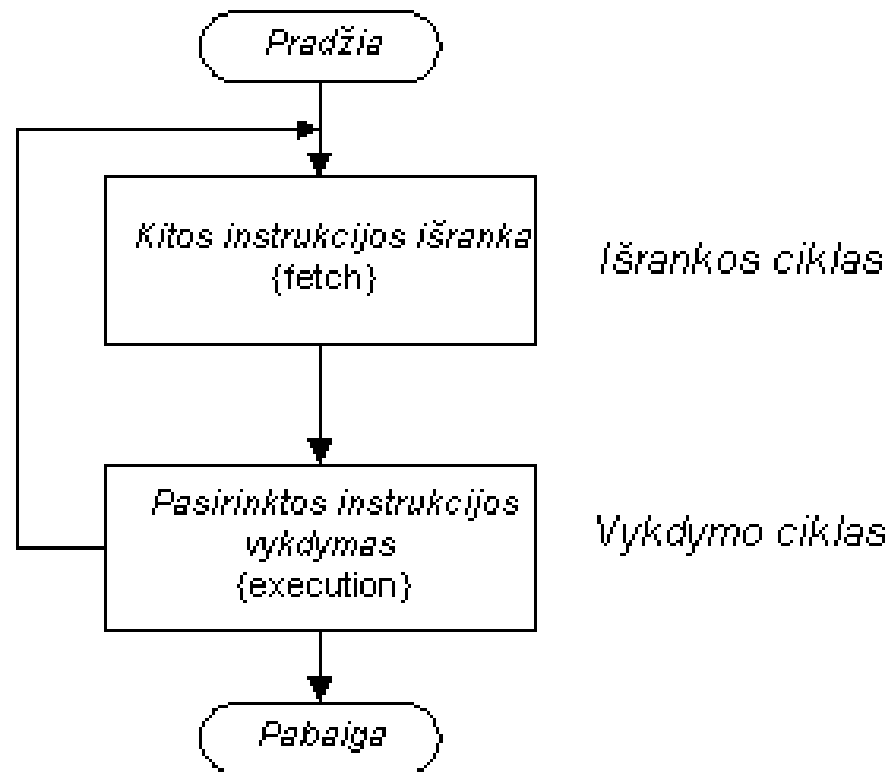 Pradžia
Kitos instrukcijos išranka
{fetch}
Išrankos ciklas
Pasirinktos instrukcijos
vykdymas
{execution}
Vykdymo ciklas
Pabaiga